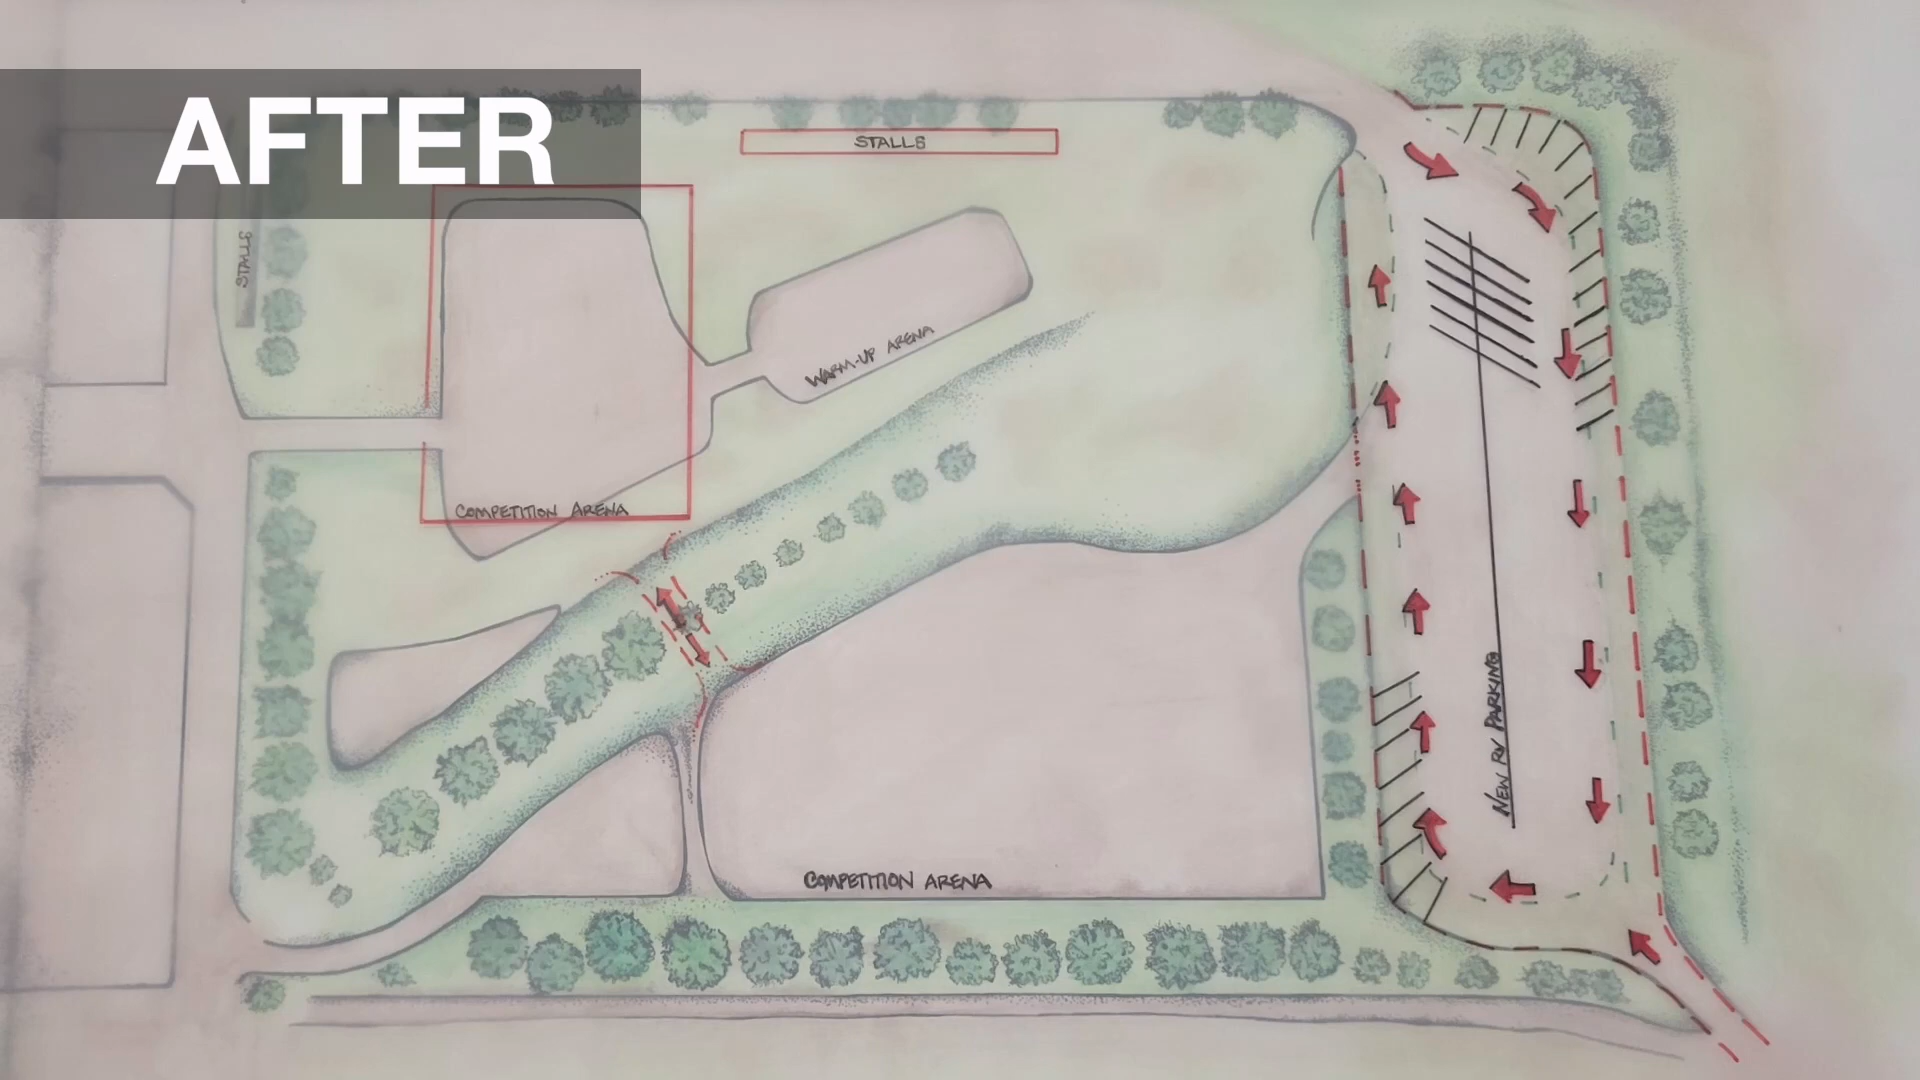 AFTER
STALLS
STALLS
WARM-UP ARENA
COMPETITION ARENA
NEW RV PARKING
COMPETITION ARENA